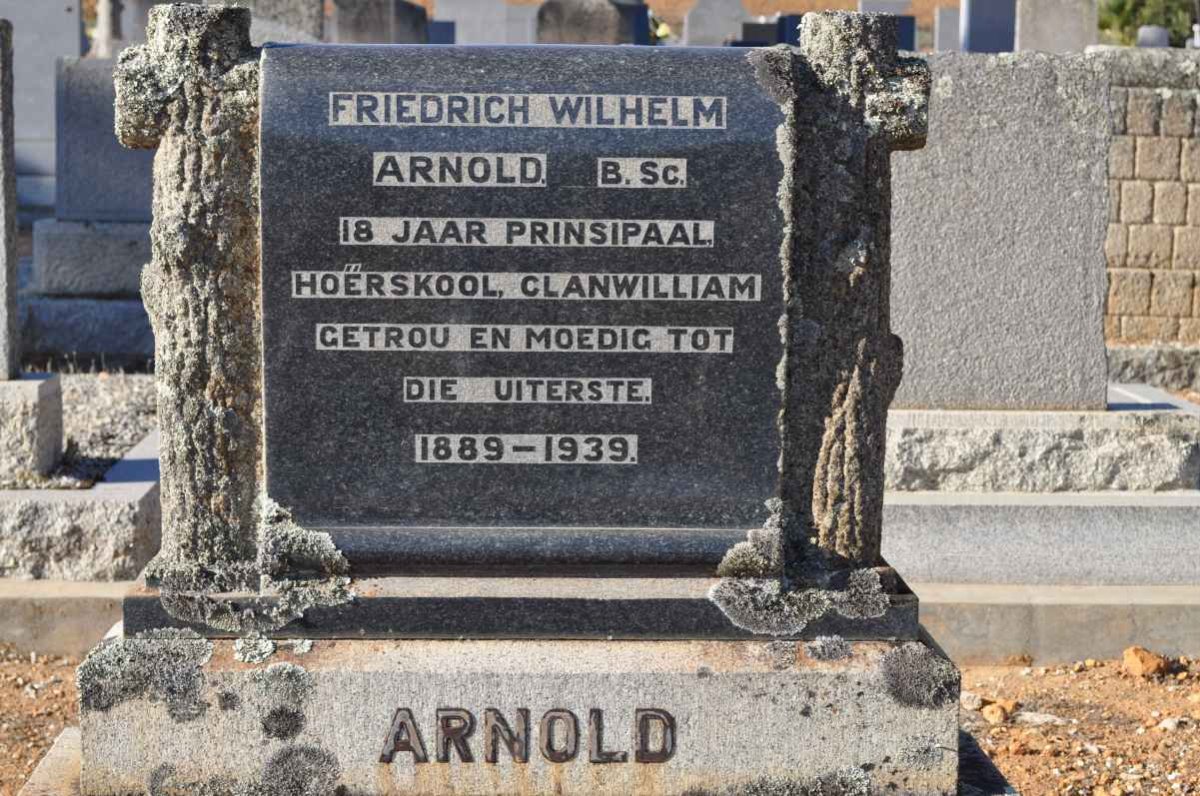 FRIEDRICH WILHELM
ARNOLD. B. Sc.
18 JAAR PRINSIPAAL,
HOËRSKOOL, CLANWILLIAM
GETROU EN MOEDIG TOT
DIE UITERSTE.
1889–1939.
ARNOLD